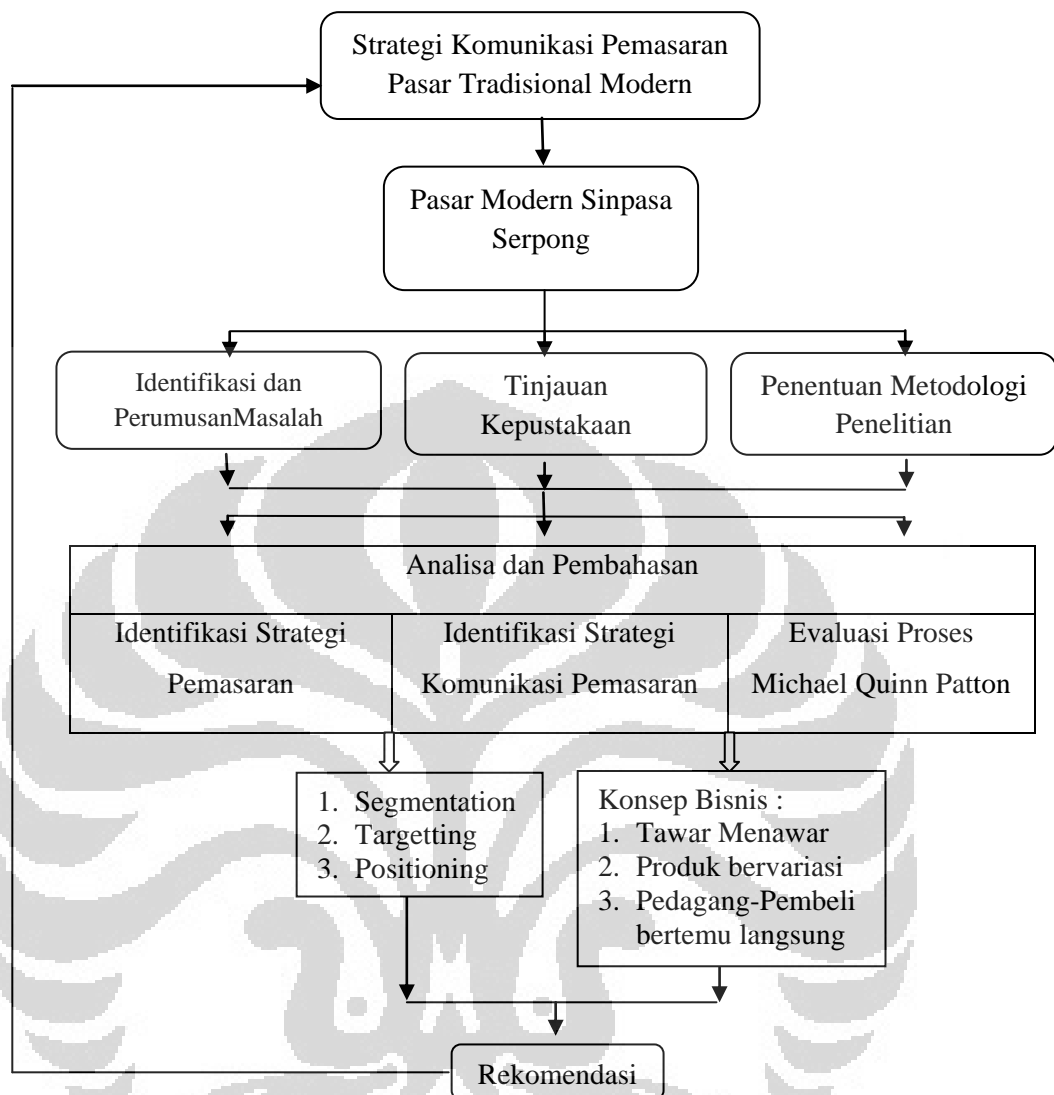 Strategi Komunikasi Pemasaran
Pasar Tradisional Modern
Pasar Modern Sinpasa
Serpong
Identifikasi dan
PerumusanMasalah
Tinjauan
Kepustakaan
Penentuan Metodologi
Penelitian
Analisa dan Pembahasan
Identifikasi Strategi
Pemasaran
Identifikasi Strategi
Komunikasi Pemasaran
Evaluasi Proses
Michael Quinn Patton
1. Segmentation
2. Targetting
3. Positioning
Konsep Bisnis :
1. Tawar Menawar
2. Produk bervariasi
3. Pedagang-Pembeli
bertemu langsung
Rekomendasi